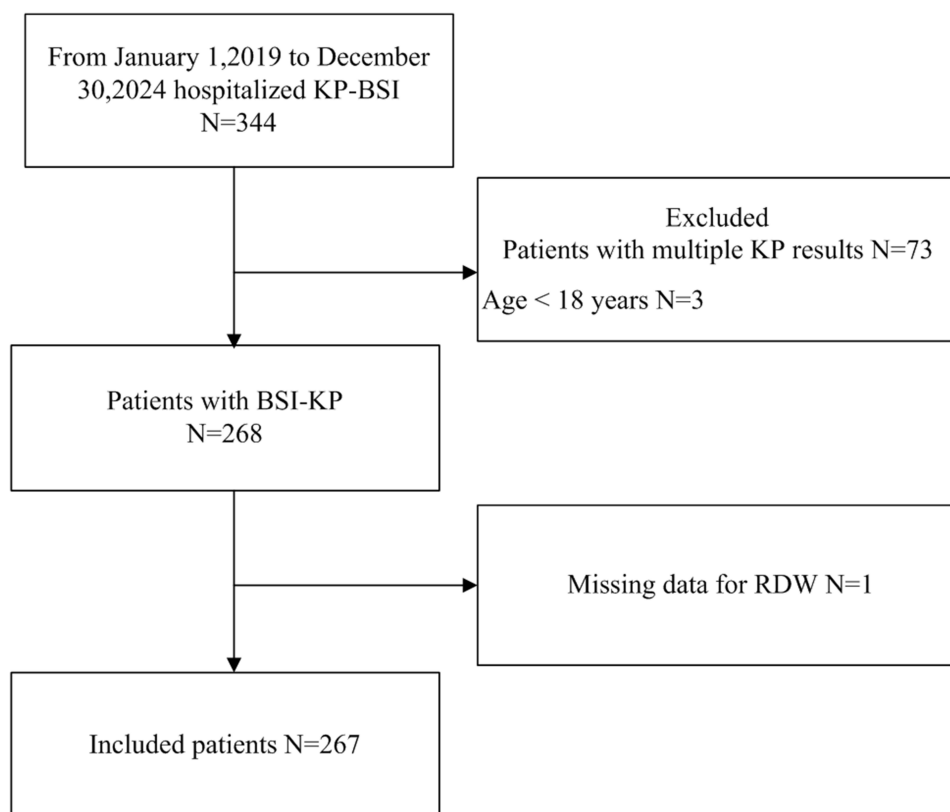 From January 1,2019 to December
30,2024 hospitalized KP-BSI
N=344
Excluded
Patients with multiple KP results N=73
Age < 18 years N=3
Patients with BSI-KP
N=268
Missing data for RDW N=1
Included patients N=267